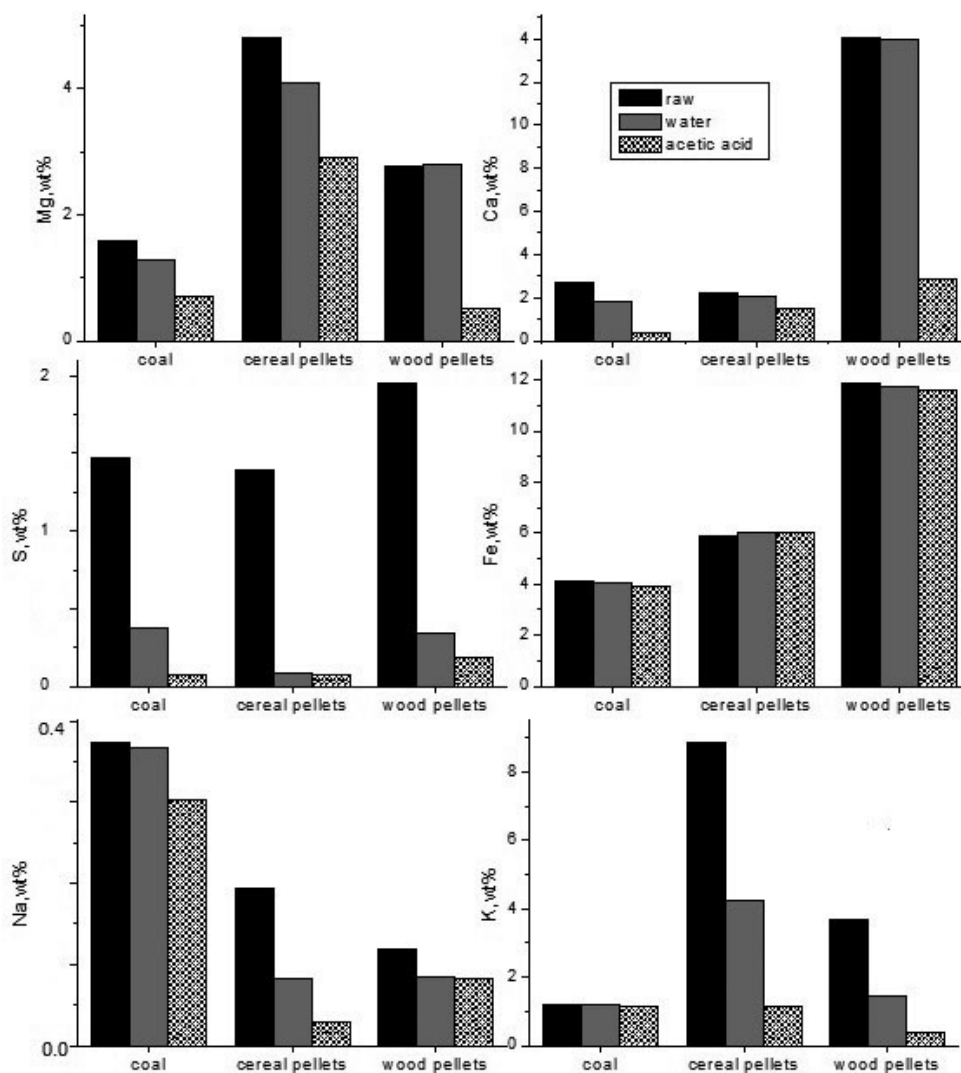 Mg,wt%
4
2
0
coal
cereal pellets
wood pellets
Ca,wt%
14
12
10
8
6
4
2
0
raw
water
acetic acid
coal
cereal pellets
wood pellets
S,wt%
2
1
0
coal
cereal pellets
wood pellets
Fe,wt%
12
10
8
6
4
2
0
coal
cereal pellets
wood pellets
Na,wt%
0.4
0.0
coal
cereal pellets
wood pellets
K,wt%
8
6
4
2
0
coal
cereal pellets
wood pellets